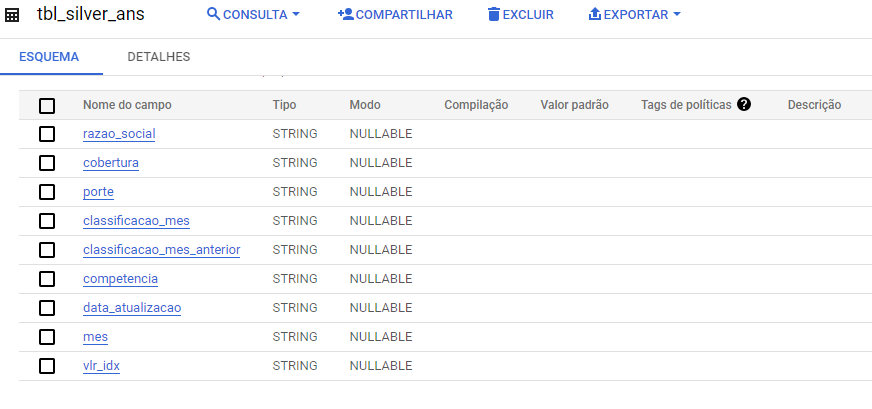 tbl_silver_ans CONSULTA COMPARTILHAR EXCLUIR EXPORTAR
ESQUEMA DETALHES
Nome do campo Tipo Modo Compilação Valor padrão Tags de políticas ? Descrição
razao_social STRING NULLABLE
cobertura STRING NULLABLE
porte STRING NULLABLE
classificacao_mes STRING NULLABLE
classificacao_mes_anterior STRING NULLABLE
competencia STRING NULLABLE
data_atualizacao STRING NULLABLE
mes STRING NULLABLE
vlr_idx STRING NULLABLE